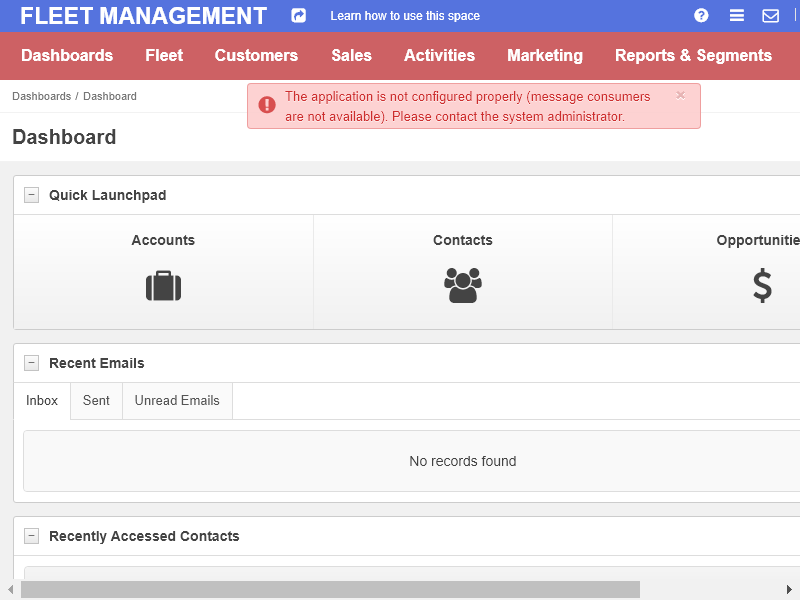 FLEET MANAGEMENT
Learn how to use this space
Dashboards Fleet Customers Sales Activities Marketing Reports & Segments
Dashboards / Dashboard
The application is not configured properly (message consumers
are not available). Please contact the system administrator.
Dashboard
Quick Launchpad
Accounts Contacts Opportunitie
Recent Emails
Inbox Sent Unread Emails
No records found
Recently Accessed Contacts